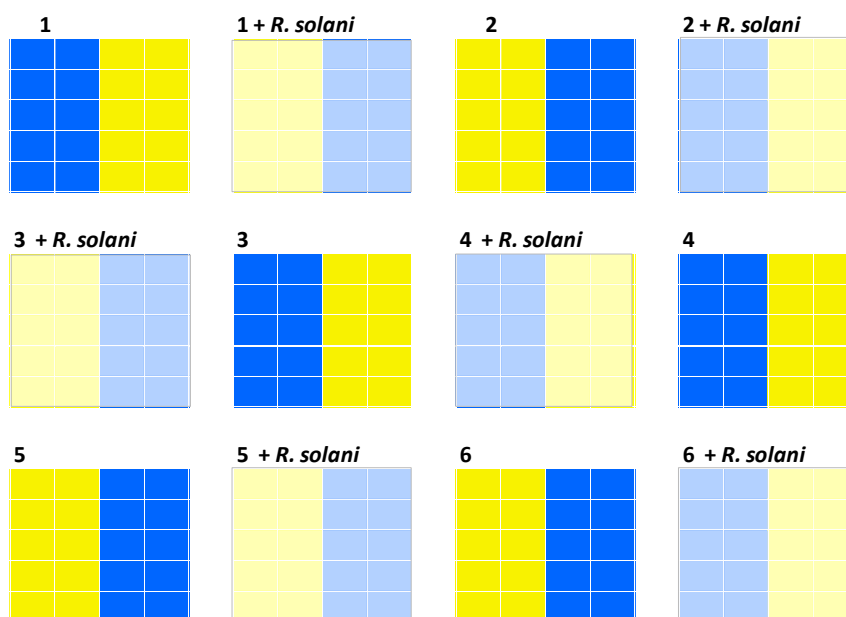 1 1 + R. solani 2 2 + R. solani
3 + R. solani 3 4 + R. solani 4
5 5 + R. solani 6 6 + R. solani